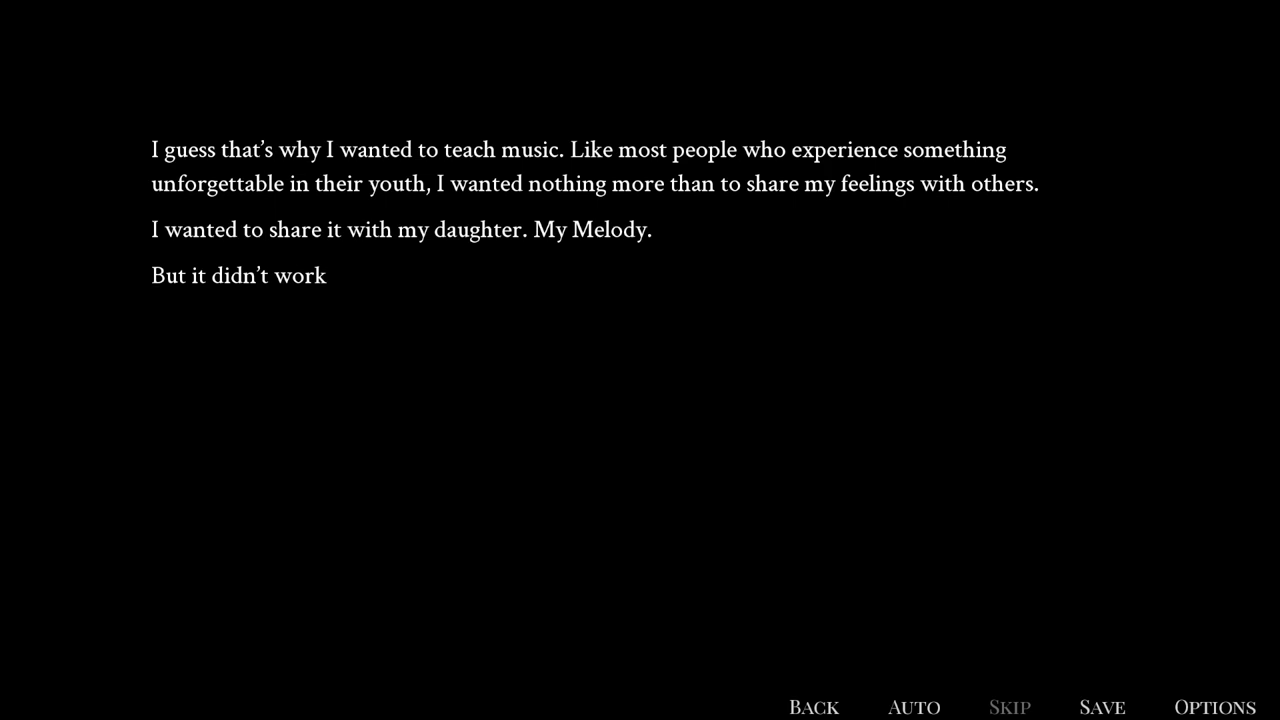 I guess that’s why I wanted to teach music. Like most people who experience something
unforgettable in their youth, I wanted nothing more than to share my feelings with others.
I wanted to share it with my daughter. My Melody.
But it didn’t work
Back Auto Skip Save Options